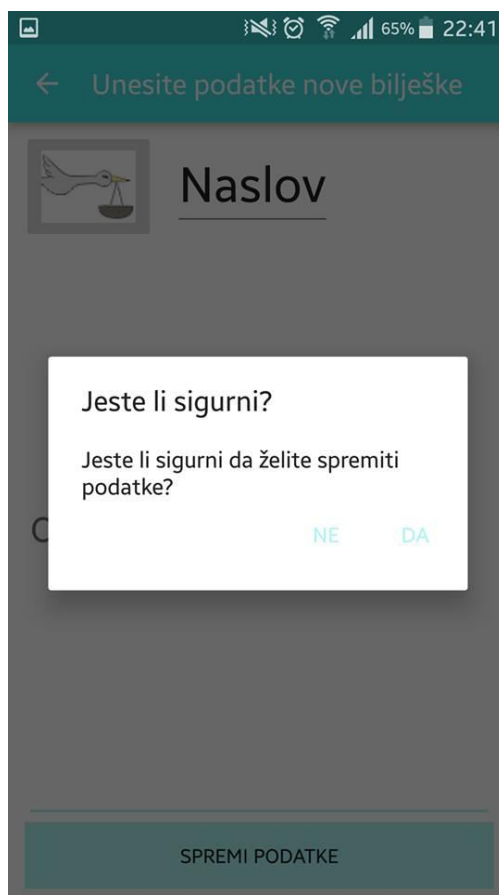 65% 22:41
Unesite podatke nove bilješke
Naslov
Jeste li sigurni?
Jeste li sigurni da želite spremiti
podatke?
NE DA
SPREMI PODATKE